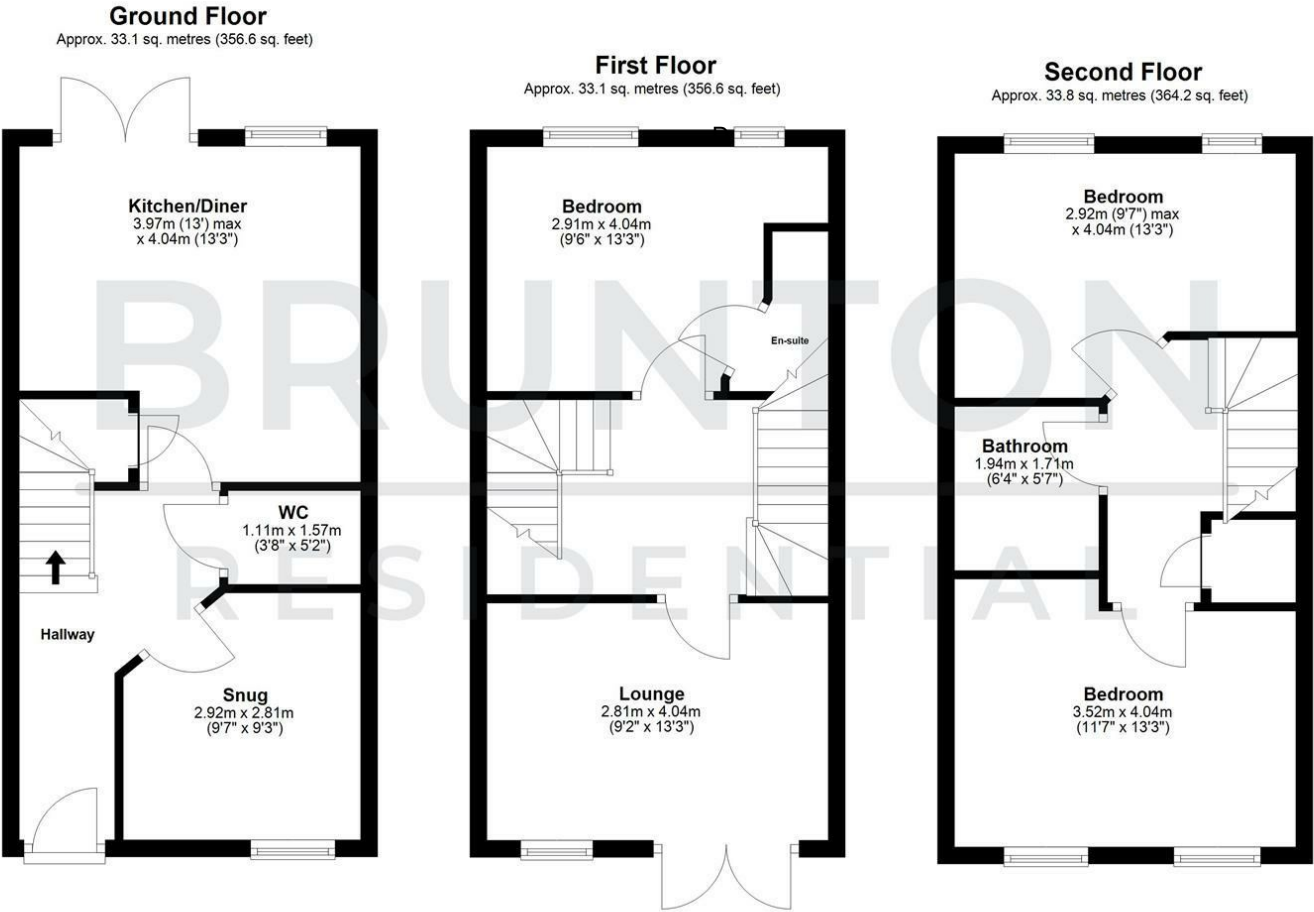 Ground Floor
Approx. 33.1 sq. metres (356.6 sq. feet)
Kitchen/Diner
3.97m (13') max
x 4.04m (13'3")
WC
1.11m x 1.57m
(3'8" x 5'2")
Hallway
Snug
2.92m x 2.81m
(9'7" x 9'3")
First Floor
Approx. 33.1 sq. metres (356.6 sq. feet)
Bedroom
2.91m x 4.04m
(9'6" x 13'3")
En-suite
Lounge
2.81m x 4.04m
(9'2" x 13'3")
Second Floor
Approx. 33.8 sq. metres (364.2 sq. feet)
Bedroom
2.92m (9'7") max
x 4.04m (13'3")
Bathroom
1.94m x 1.71m
(6'4" x 5'7")
Bedroom
3.52m x 4.04m
(11'7" x 13'3")
BRUNTON
RESIDENTIAL